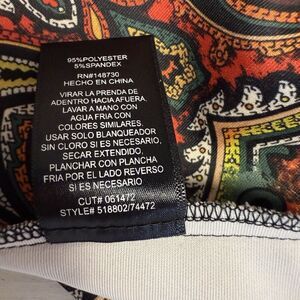 95%POLYESTER
5%SPANDEX
RN#148730
HECHO EN CHINA
VIRAR LA PRENDA DE
ADENTRO HACIA AFUERA.
LAVAR A MANO CON
AGUA FRIA CON
COLORES SIMILARES.
USAR SOLO BLANQUEADOR
SIN CLORO SI ES NECESARIO.
SECAR EXTENDIDO.
PLANCHAR CON PLANCHA
FRIA POR EL LADO REVERSO
SI ES NECESARIO
CUT# 061472
STYLE# 518802/74472